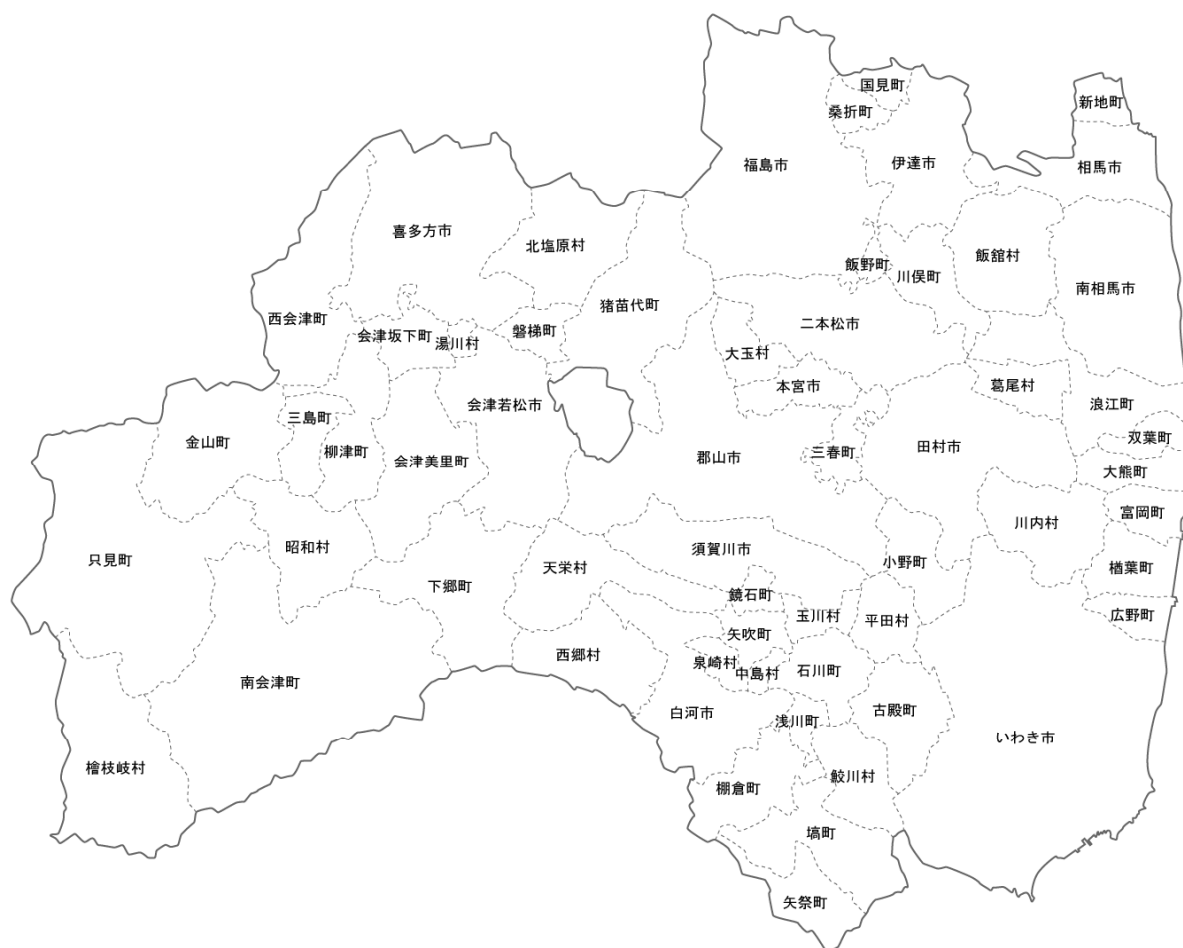 国見町
新地町
桑折町
福島市
伊達市
相馬市
喜多方市
北塩原村
飯野町
川俣町
飯舘村
南相馬市
猪苗代町
西会津町
会津坂下町
湯川村
磐梯町
二本松市
大玉村
本宮市
葛尾村
浪江町
会津若松市
三島町
金山町
柳津町
会津美里町
郡山市
三春町
田村市
双葉町
大熊町
富岡町
川内村
只見町
昭和村
須賀川市
小野町
楢葉町
下郷町
天栄村
鏡石町
玉川村
平田村
広野町
矢吹町
西郷村
泉崎村
中島村
石川町
南会津町
白河市
浅川町
古殿町
いわき市
檜枝岐村
棚倉町
鮫川村
塙町
矢祭町